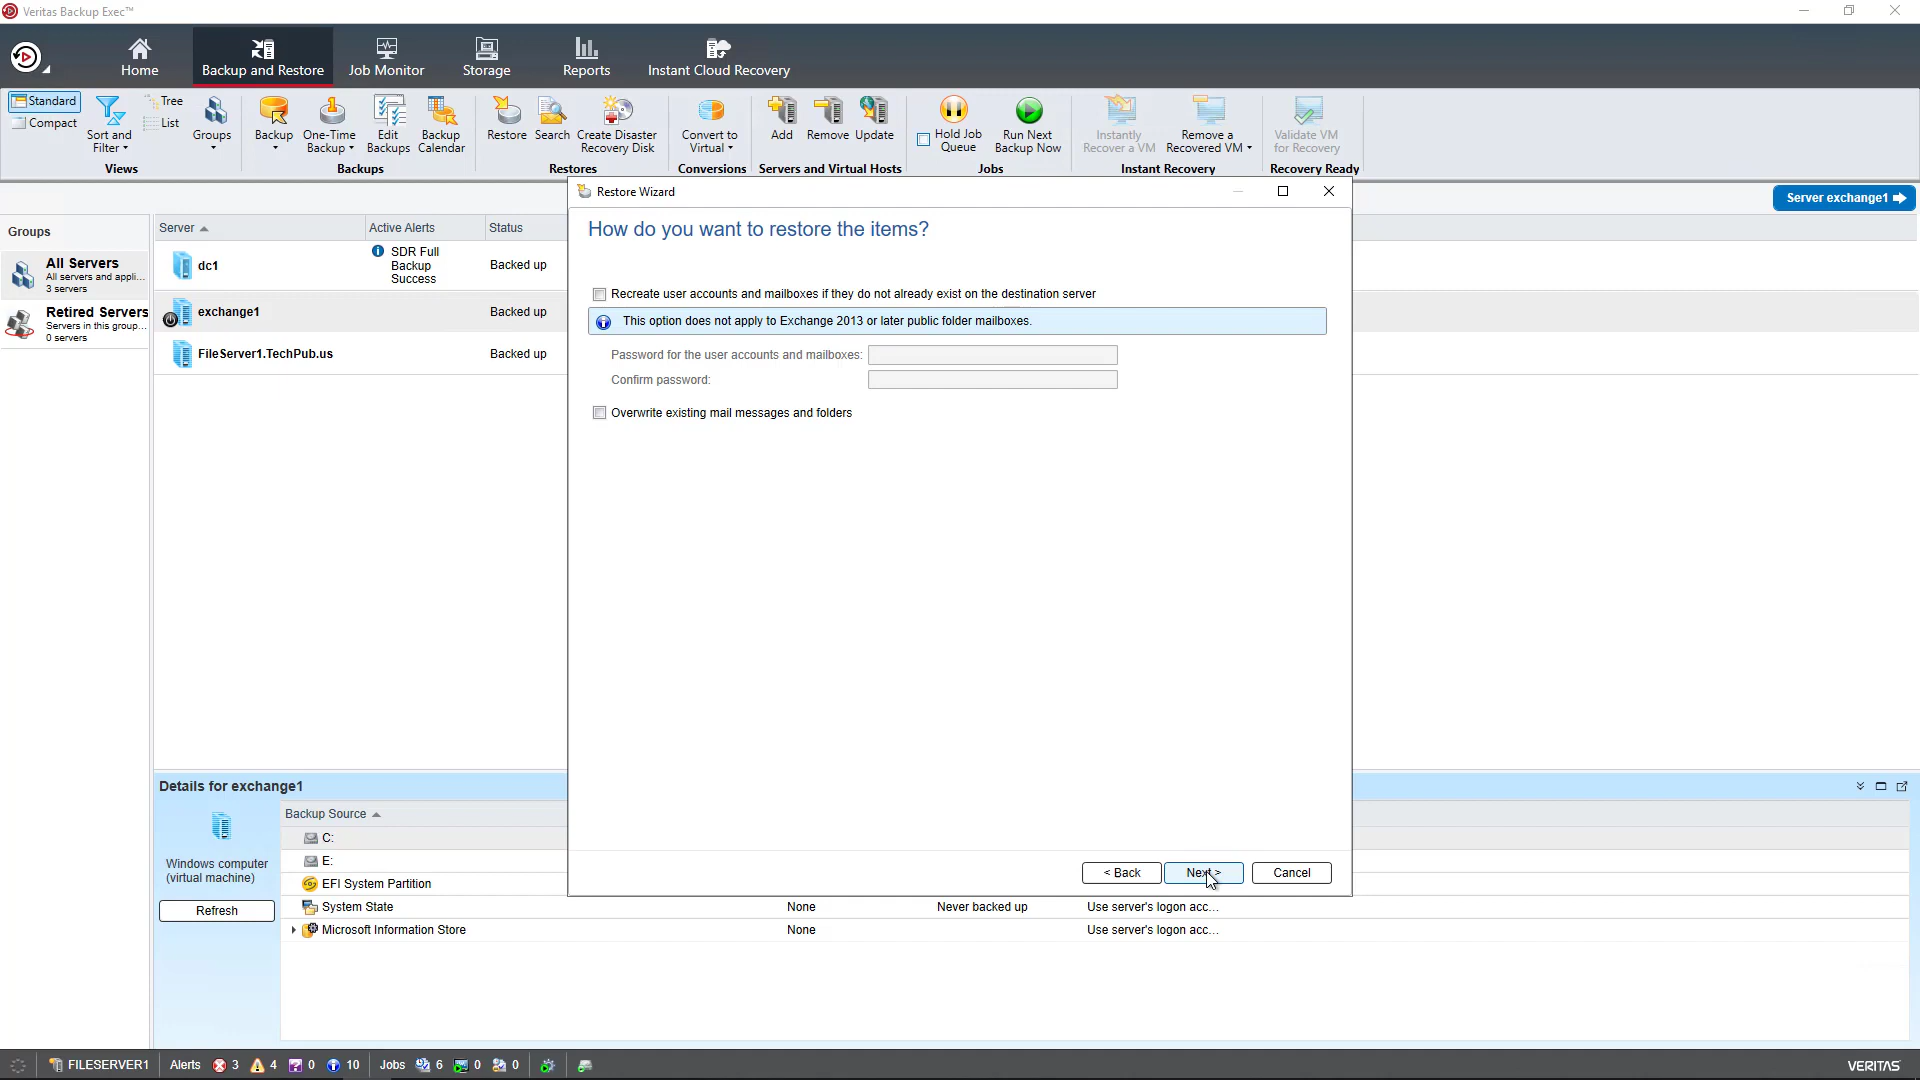 Veritas Backup Exec™
Home
Backup and Restore
Job Monitor
Storage
Reports
Instant Cloud Recovery
Standard
Compact
Sort and
Filter
Tree
List
Groups
Views
Backup
One-Time
Backup
Edit
Backups
Backup
Calendar
Backups
Restore
Search
Create Disaster
Recovery Disk
Restores
Convert to
Virtual
Conversions
Add
Remove
Update
Servers and Virtual Hosts
Hold Job
Queue
Run Next
Backup Now
Jobs
Instantly
Recover a VM
Remove a
Recovered VM
Instant Recovery
Validate VM
for Recovery
Recovery Ready
Server exchange1
Groups
All Servers
All servers and appli...
3 servers
Retired Servers
Servers in this group...
0 servers
Server
Active Alerts
Status
dc1
SDR Full
Backup
Success
Backed up
exchange1
Backed up
FileServer1.TechPub.us
Backed up
Restore Wizard
How do you want to restore the items?
Recreate user accounts and mailboxes if they do not already exist on the destination server
This option does not apply to Exchange 2013 or later public folder mailboxes.
Password for the user accounts and mailboxes:
Confirm password:
Overwrite existing mail messages and folders
< Back
Next >
Cancel
Details for exchange1
Windows computer
(virtual machine)
Refresh
Backup Source
C:
E:
EFI System Partition
System State
None
Never backed up
Use server's logon acc...
Microsoft Information Store
None
Use server's logon acc...
FILESERVER1
Alerts
3
4
0
10
Jobs
6
0
0
VERITAS